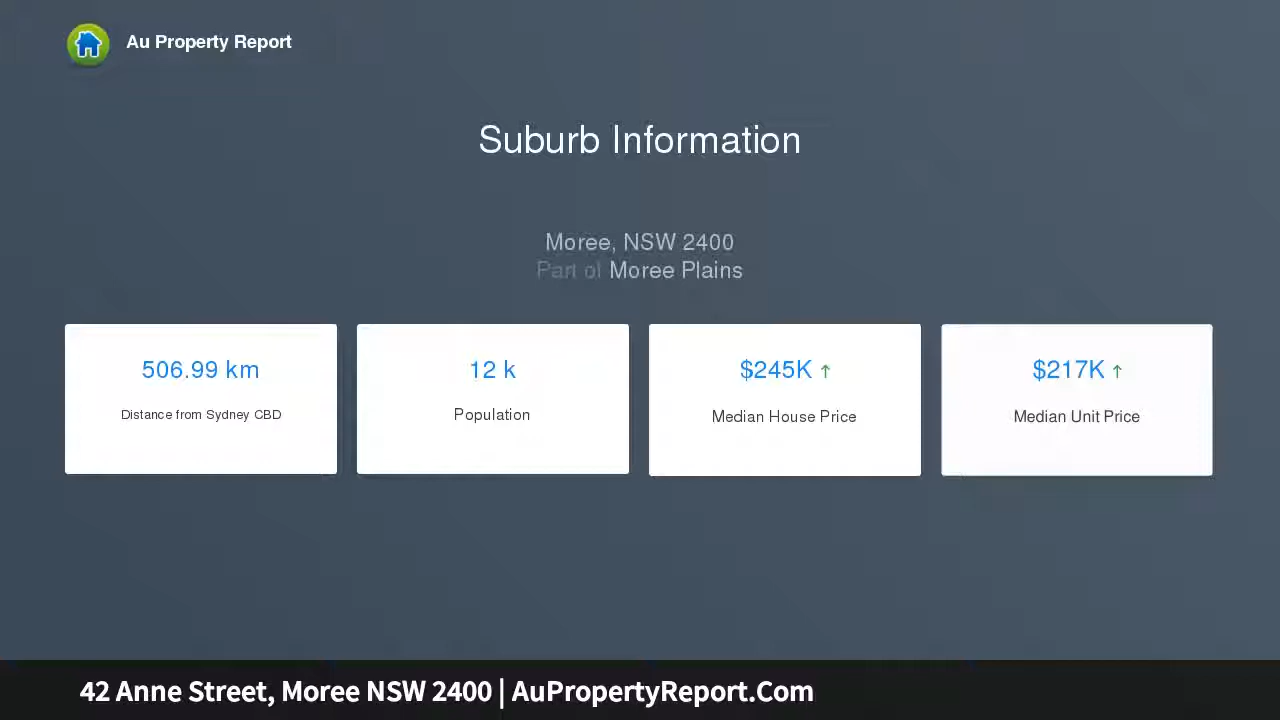 Au Property Report
Suburb Information
Moree, NSW 2400
Part of Moree Plains
506.99 km
Distance from Sydney CBD
12 k
Population
$245K ↑
Median House Price
$217K ↑
Median Unit Price
42 Anne Street, Moree NSW 2400 | AuPropertyReport.Com